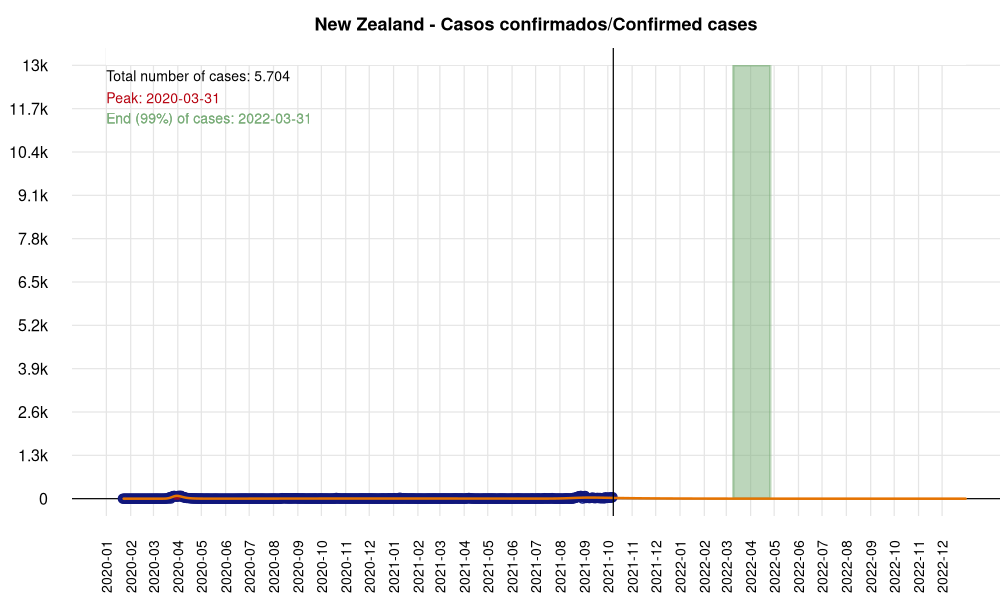 New Zealand - Casos confirmados/Confirmed cases
Total number of cases: 5.704
Peak: 2020-03-31
End (99%) of cases: 2022-03-31
13k
11.7k
10.4k
9.1k
7.8k
6.5k
5.2k
3.9k
2.6k
1.3k
0
2020-01
2020-02
2020-03
2020-04
2020-05
2020-06
2020-07
2020-08
2020-09
2020-10
2020-11
2020-12
2021-01
2021-02
2021-03
2021-04
2021-05
2021-06
2021-07
2021-08
2021-09
2021-10
2021-11
2021-12
2022-01
2022-02
2022-03
2022-04
2022-05
2022-06
2022-07
2022-08
2022-09
2022-10
2022-11
2022-12